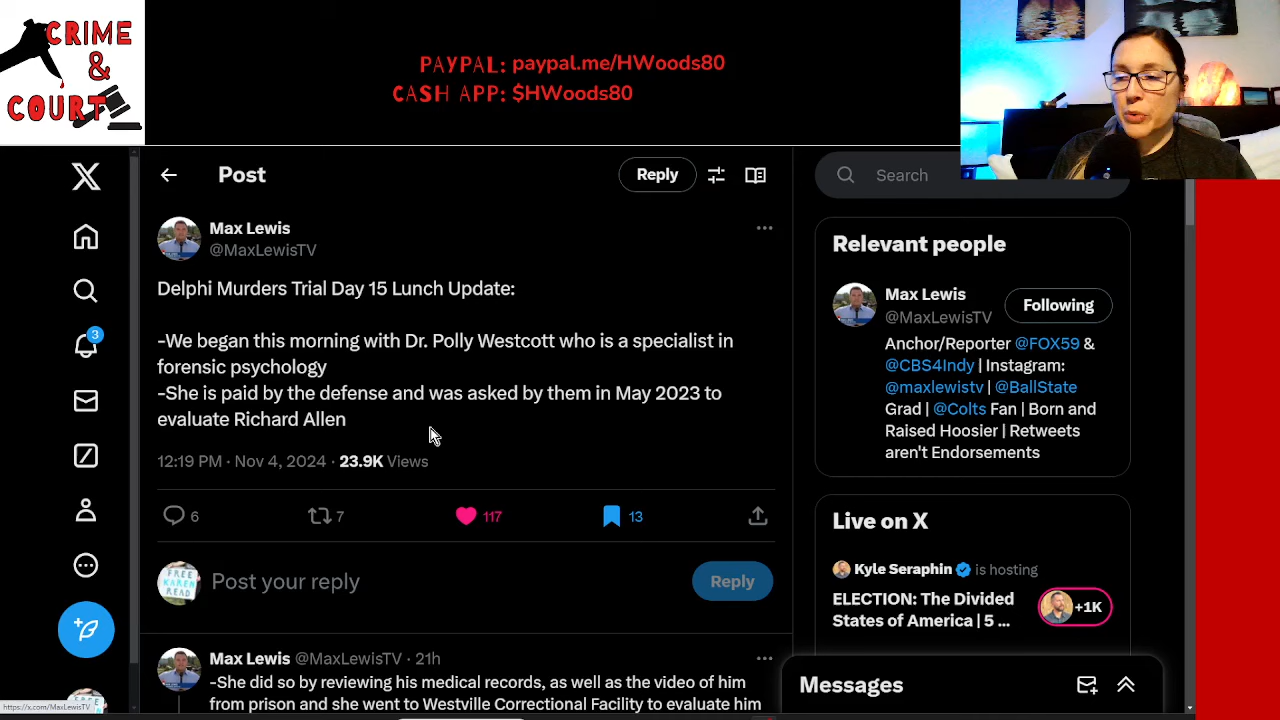 CRIME
&
COURT
PAYPAL: paypal.me/HWoods80
CASH APP: $HWoods80
Post
Reply
Search
Max Lewis
@MaxLewisTV
Delphi Murders Trial Day 15 Lunch Update:
-We began this morning with Dr. Polly Westcott who is a specialist in
forensic psychology
-She is paid by the defense and was asked by them in May 2023 to
evaluate Richard Allen
12:19 PM · Nov 4, 2024 · 23.9K Views
6
7
117
13
FREE
KAREN
READ
Post your reply
Reply
Max Lewis @MaxLewisTV · 21h
-She did so by reviewing his medical records, as well as the video of him
from prison and she went to Westville Correctional Facility to evaluate him
Relevant people
Max Lewis
@MaxLewisTV
Following
Anchor/Reporter @FOX59 &
@CBS4Indy | Instagram:
@maxlewistv | @BallState
Grad | @Colts Fan | Born and
Raised Hoosier | Retweets
aren't Endorsements
Live on X
Kyle Seraphin is hosting
ELECTION: The Divided
States of America | 5 ...
+1K
Messages
3
https://x.com/MaxLewisTV